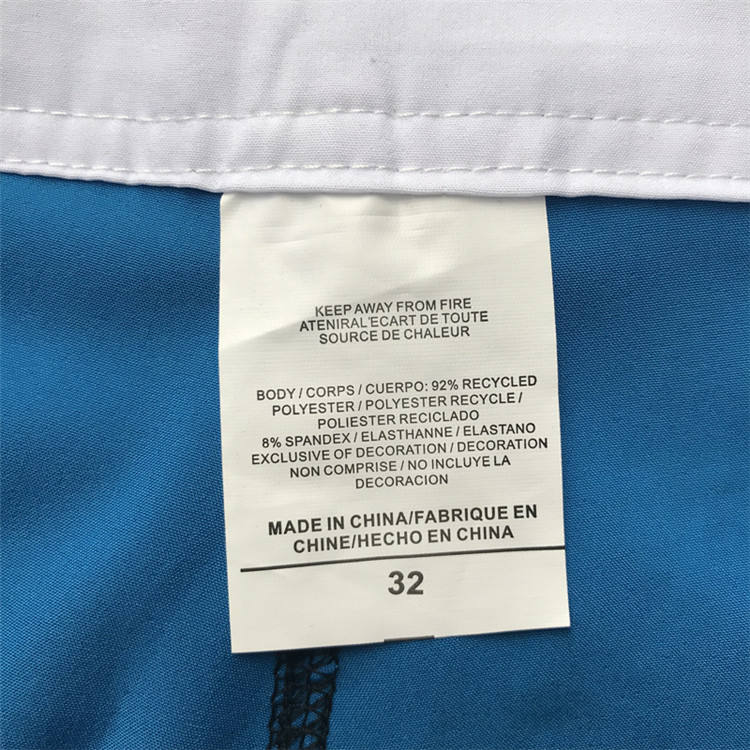 KEEP AWAY FROM FIRE
ATENIRAL'ECART DE TOUTE
SOURCE DE CHALEUR
BODY / CORPS / CUERPO: 92% RECYCLED
POLYESTER / POLYESTER RECYCLE /
POLIESTER RECICLADO
8% SPANDEX / ELASTHANNE / ELASTANO
EXCLUSIVE OF DECORATION / DECORATION
NON COMPRISE / NO INCLUYE LA
DECORACION
MADE IN CHINA/FABRIQUE EN
CHINE/HECHO EN CHINA
32